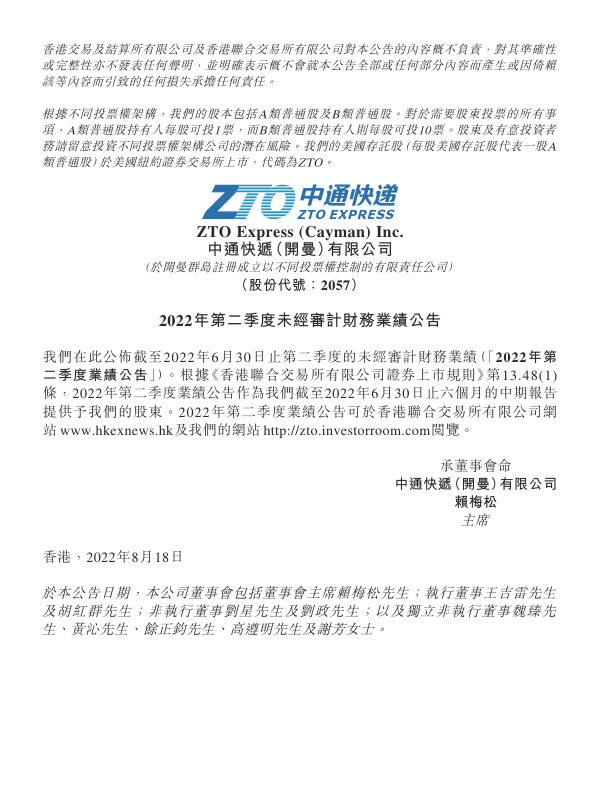 香港交易及結算所有限公司及香港聯合交易所有限公司對本公告的內容概不負責，對其準確性
或完整性亦不發表任何聲明，並明確表示概不會就本公告全部或任何部分內容而產生或因倚賴
該等內容而引致的任何損失承擔任何責任。
根據不同投票權架構，我們的股本包括A類普通股及B類普通股。對於需要股東投票的所有事
項，A類普通股持有人每股可投1票，而B類普通股持有人則每股可投10票。股東及有意投資者
務請留意投資不同投票權架構公司的潛在風險。我們的美國存託股（每股美國存託股代表一股A
類普通股）於美國紐約證券交易所上市，代碼為ZTO。
ZTO 中通快递
ZTO EXPRESS
ZTO Express (Cayman) Inc.
中通快遞（開曼）有限公司
（於開曼群島註冊成立以不同投票權控制的有限責任公司）
（股份代號：2057）
2022年第二季度未經審計財務業績公告
我們在此公佈截至2022年6月30日止第二季度的未經審計財務業績（「2022年第
二季度業績公告」）。根據《香港聯合交易所有限公司證券上市規則》第13.48(1)
條，2022年第二季度業績公告作為我們截至2022年6月30日止六個月的中期報告
提供予我們的股東。2022年第二季度業績公告可於香港聯合交易所有限公司網
站 www.hkexnews.hk及我們的網站 http://zto.investorroom.com閱覽。
承董事會命
中通快遞（開曼）有限公司
賴梅松
主席
香港，2022年8月18日
於本公告日期，本公司董事會包括董事會主席賴梅松先生；執行董事王吉雷先生
及胡紅群先生；非執行董事劉星先生及劉政先生；以及獨立非執行董事魏臻先
生、黃沁先生、餘正鈞先生、高遵明先生及謝芳女士。